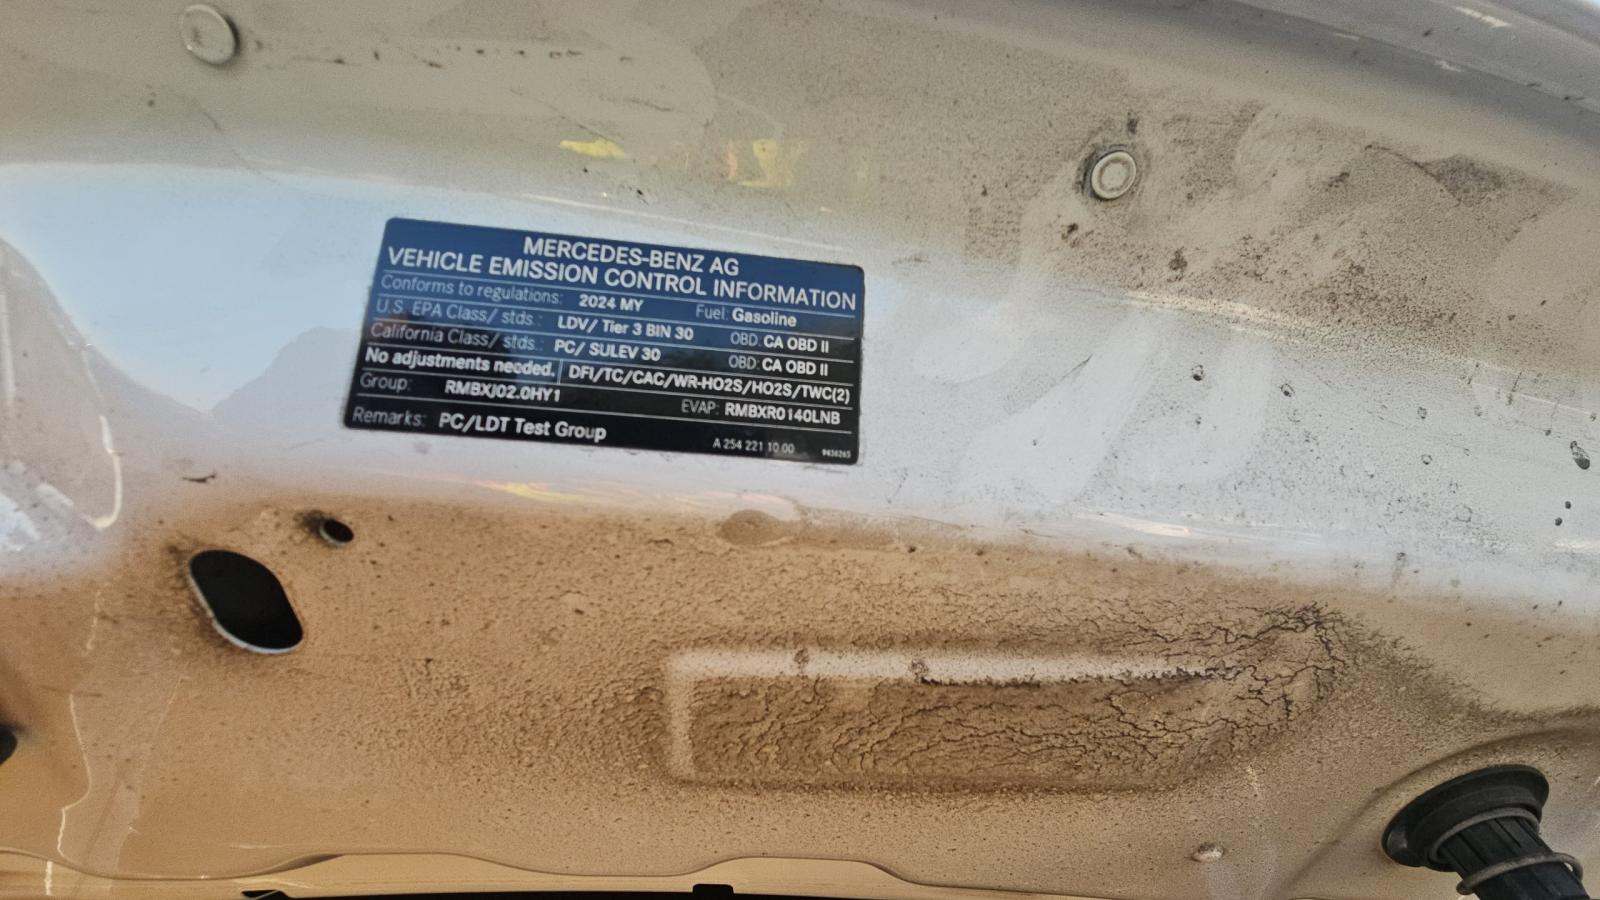 MERCEDES-BENZ AG
VEHICLE EMISSION CONTROL INFORMATION
Conforms to regulations: 2024 MY Fuel: Gasoline
U.S. EPA Class/ stds.: LDV/ Tier 3 BIN 30 OBD: CA OBD II
California Class/ stds.: PC/ SULEV 30 OBD: CA OBD II
No adjustments needed. DFI/TC/CAC/WR-HO2S/HO2S/TWC(2)
Group: RMBXJ02.0HY1 EVAP: RMBXR0140LNB
Remarks: PC/LDT Test Group A 254 221 10 00